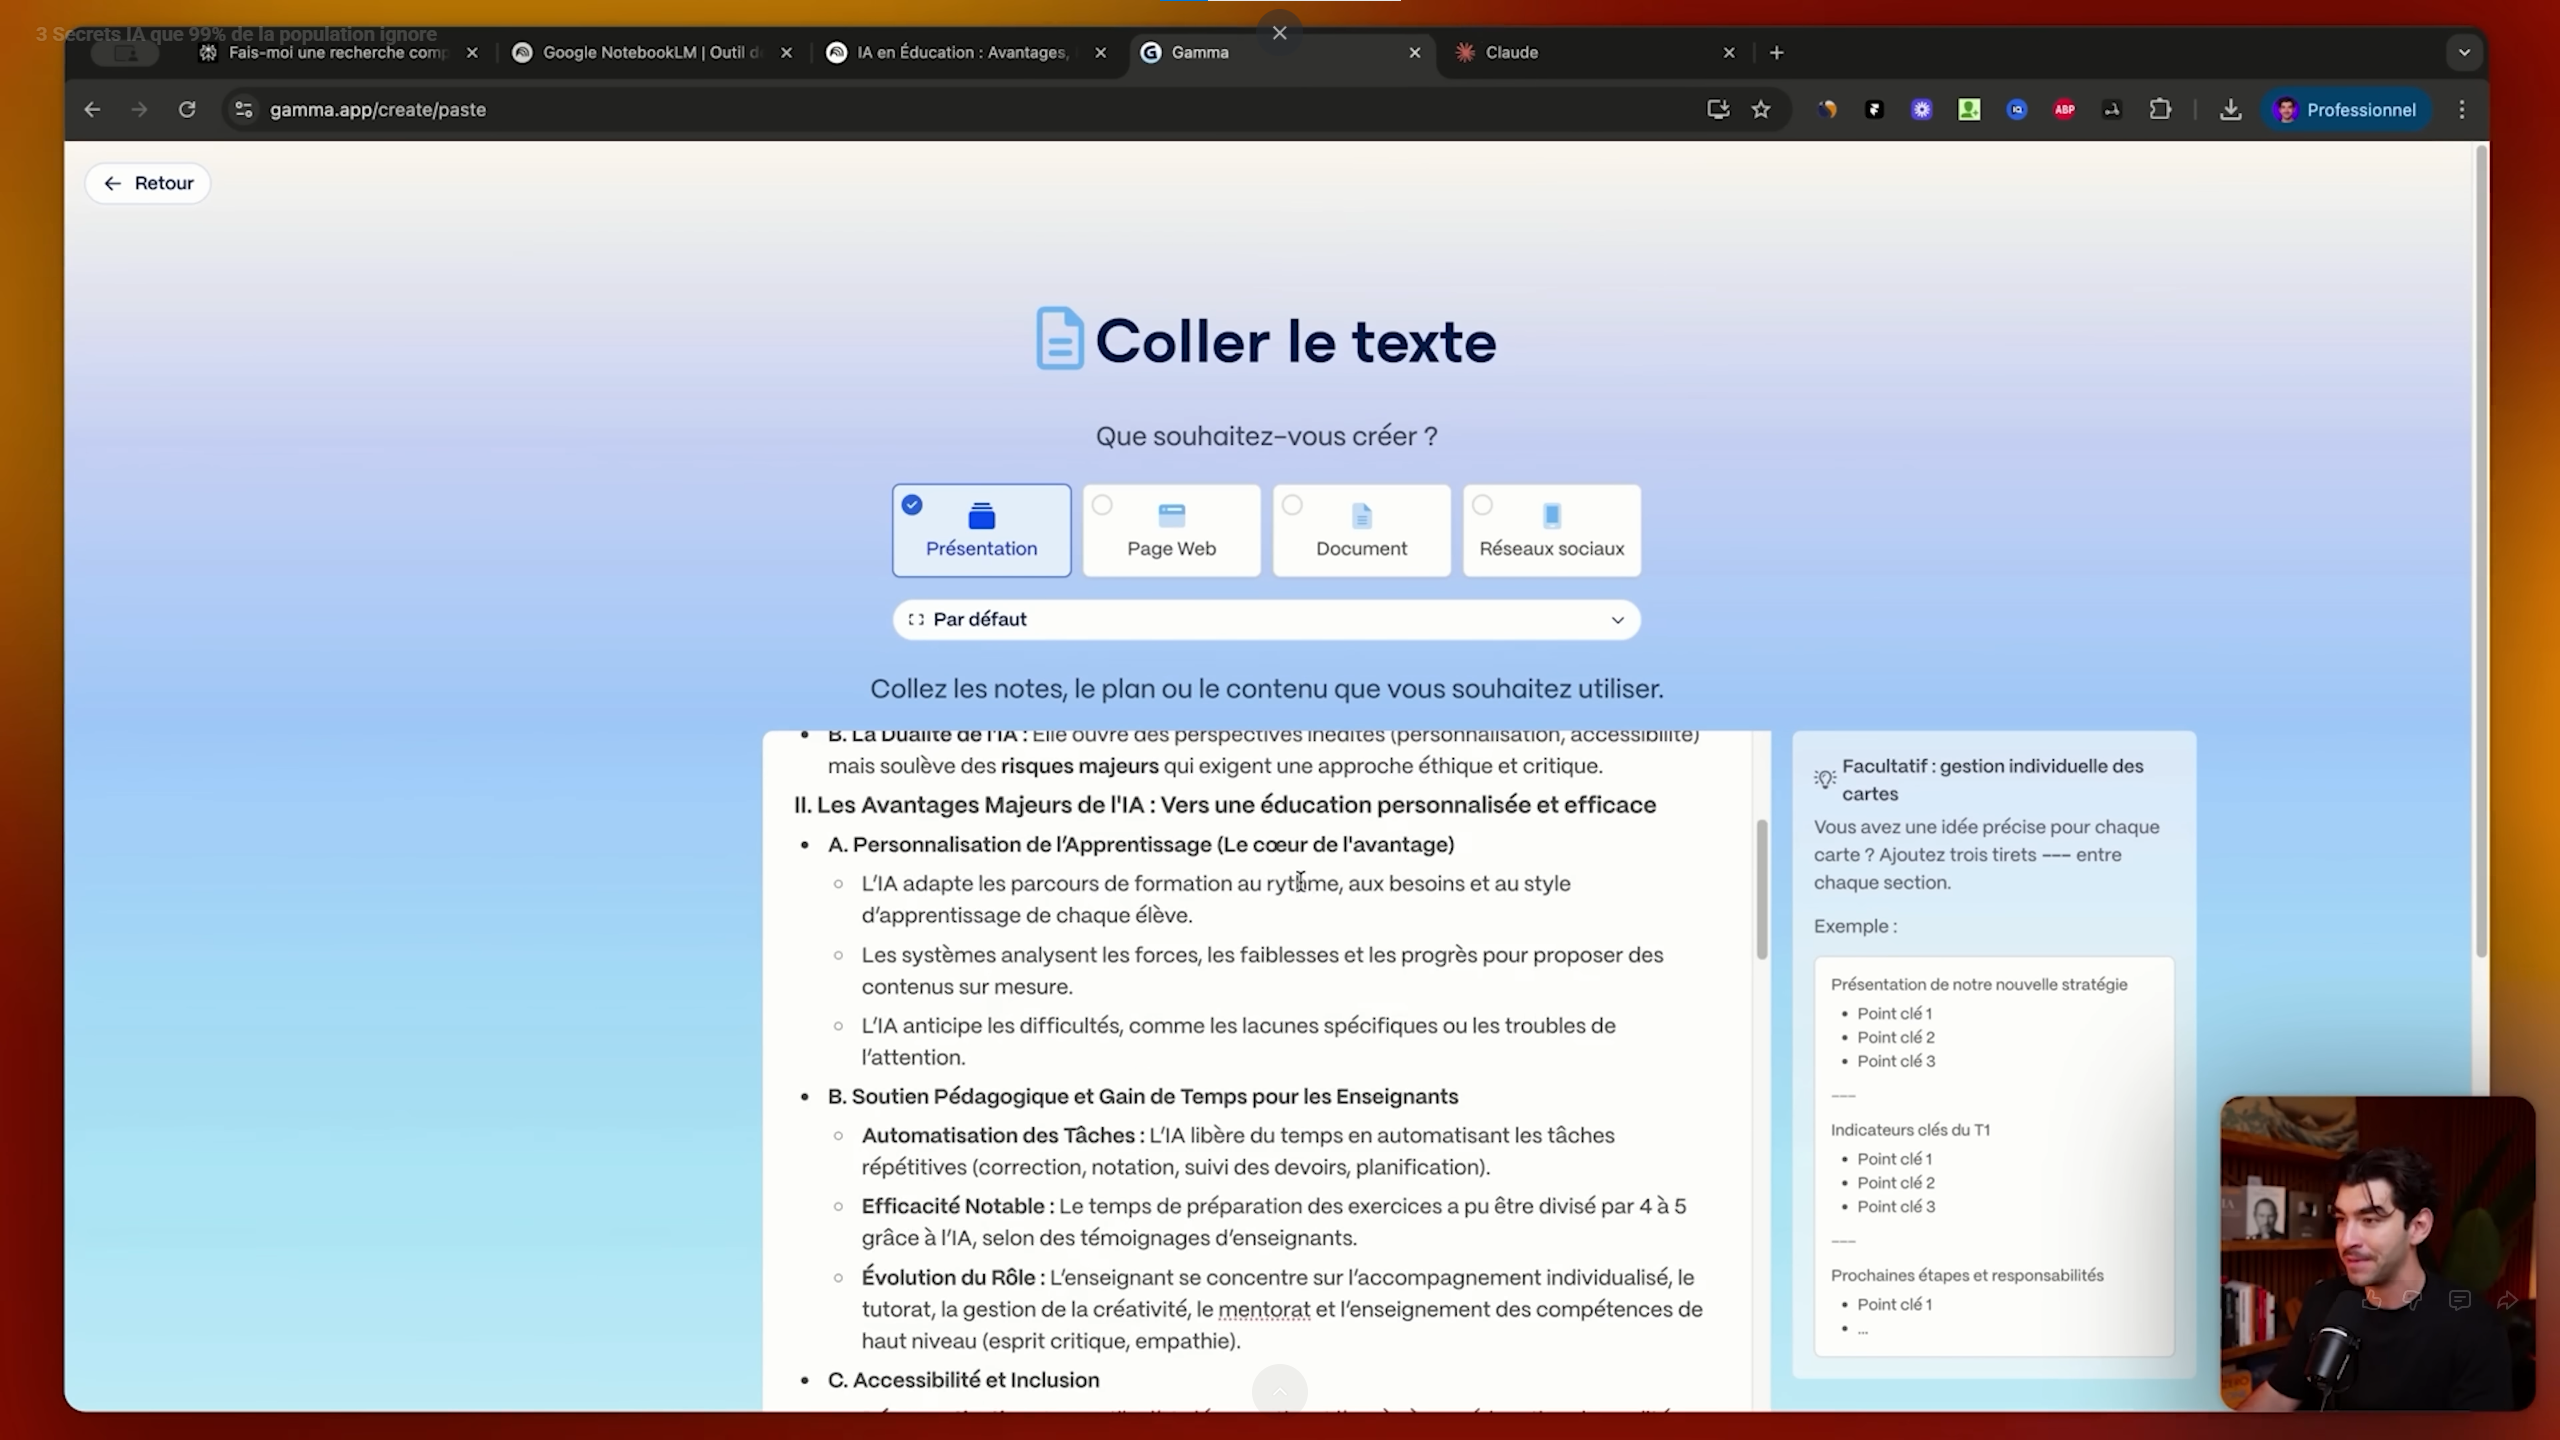 3 Secrets IA que 99% de la population ignore
Fais-moi une recherche comp
Google NotebookLM | Outil d
IA en Éducation : Avantages,
Gamma
Claude
gamma.app/create/paste
ABP
Professionnel
Retour
Coller le texte
Que souhaitez-vous créer ?
Présentation
Page Web
Document
Réseaux sociaux
Par défaut
Collez les notes, le plan ou le contenu que vous souhaitez utiliser.
• B. La Dualité de l'IA : Elle ouvre des perspectives inédites (personnalisation, accessibilité)
mais soulève des risques majeurs qui exigent une approche éthique et critique.
II. Les Avantages Majeurs de l'IA : Vers une éducation personnalisée et efficace
• A. Personnalisation de l’Apprentissage (Le cœur de l'avantage)
◦ L’IA adapte les parcours de formation au rythme, aux besoins et au style
d’apprentissage de chaque élève.
◦ Les systèmes analysent les forces, les faiblesses et les progrès pour proposer des
contenus sur mesure.
◦ L’IA anticipe les difficultés, comme les lacunes spécifiques ou les troubles de
l’attention.
• B. Soutien Pédagogique et Gain de Temps pour les Enseignants
◦ Automatisation des Tâches : L’IA libère du temps en automatisant les tâches
répétitives (correction, notation, suivi des devoirs, planification).
◦ Efficacité Notable : Le temps de préparation des exercices a pu être divisé par 4 à 5
grâce à l’IA, selon des témoignages d’enseignants.
◦ Évolution du Rôle : L’enseignant se concentre sur l’accompagnement individualisé, le
tutorat, la gestion de la créativité, le mentorat et l’enseignement des compétences de
haut niveau (esprit critique, empathie).
• C. Accessibilité et Inclusion
Facultatif : gestion individuelle des
cartes
Vous avez une idée précise pour chaque
carte ? Ajoutez trois tirets --- entre
chaque section.
Exemple :
Présentation de notre nouvelle stratégie
• Point clé 1
• Point clé 2
• Point clé 3
---
Indicateurs clés du T1
• Point clé 1
• Point clé 2
• Point clé 3
---
Prochaines étapes et responsabilités
• Point clé 1
• ...